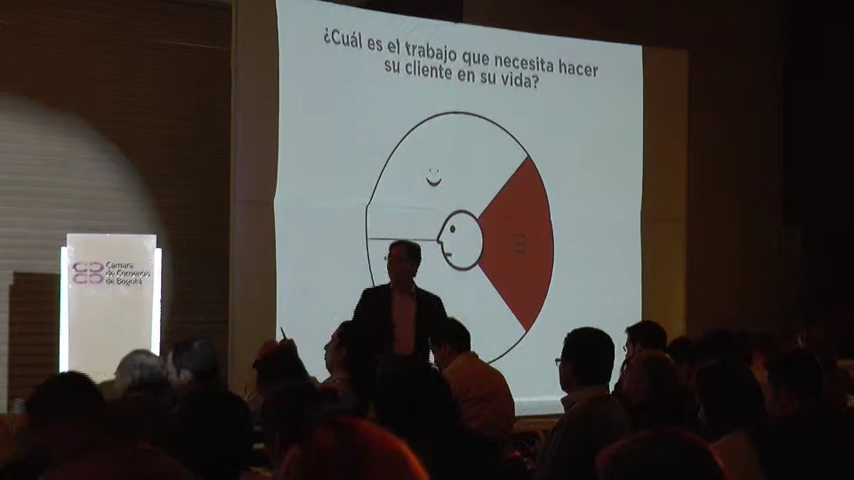 ¿Cuál es el trabajo que necesita hacer
su cliente en su vida?
Cámara
de Comercio
de Bogotá